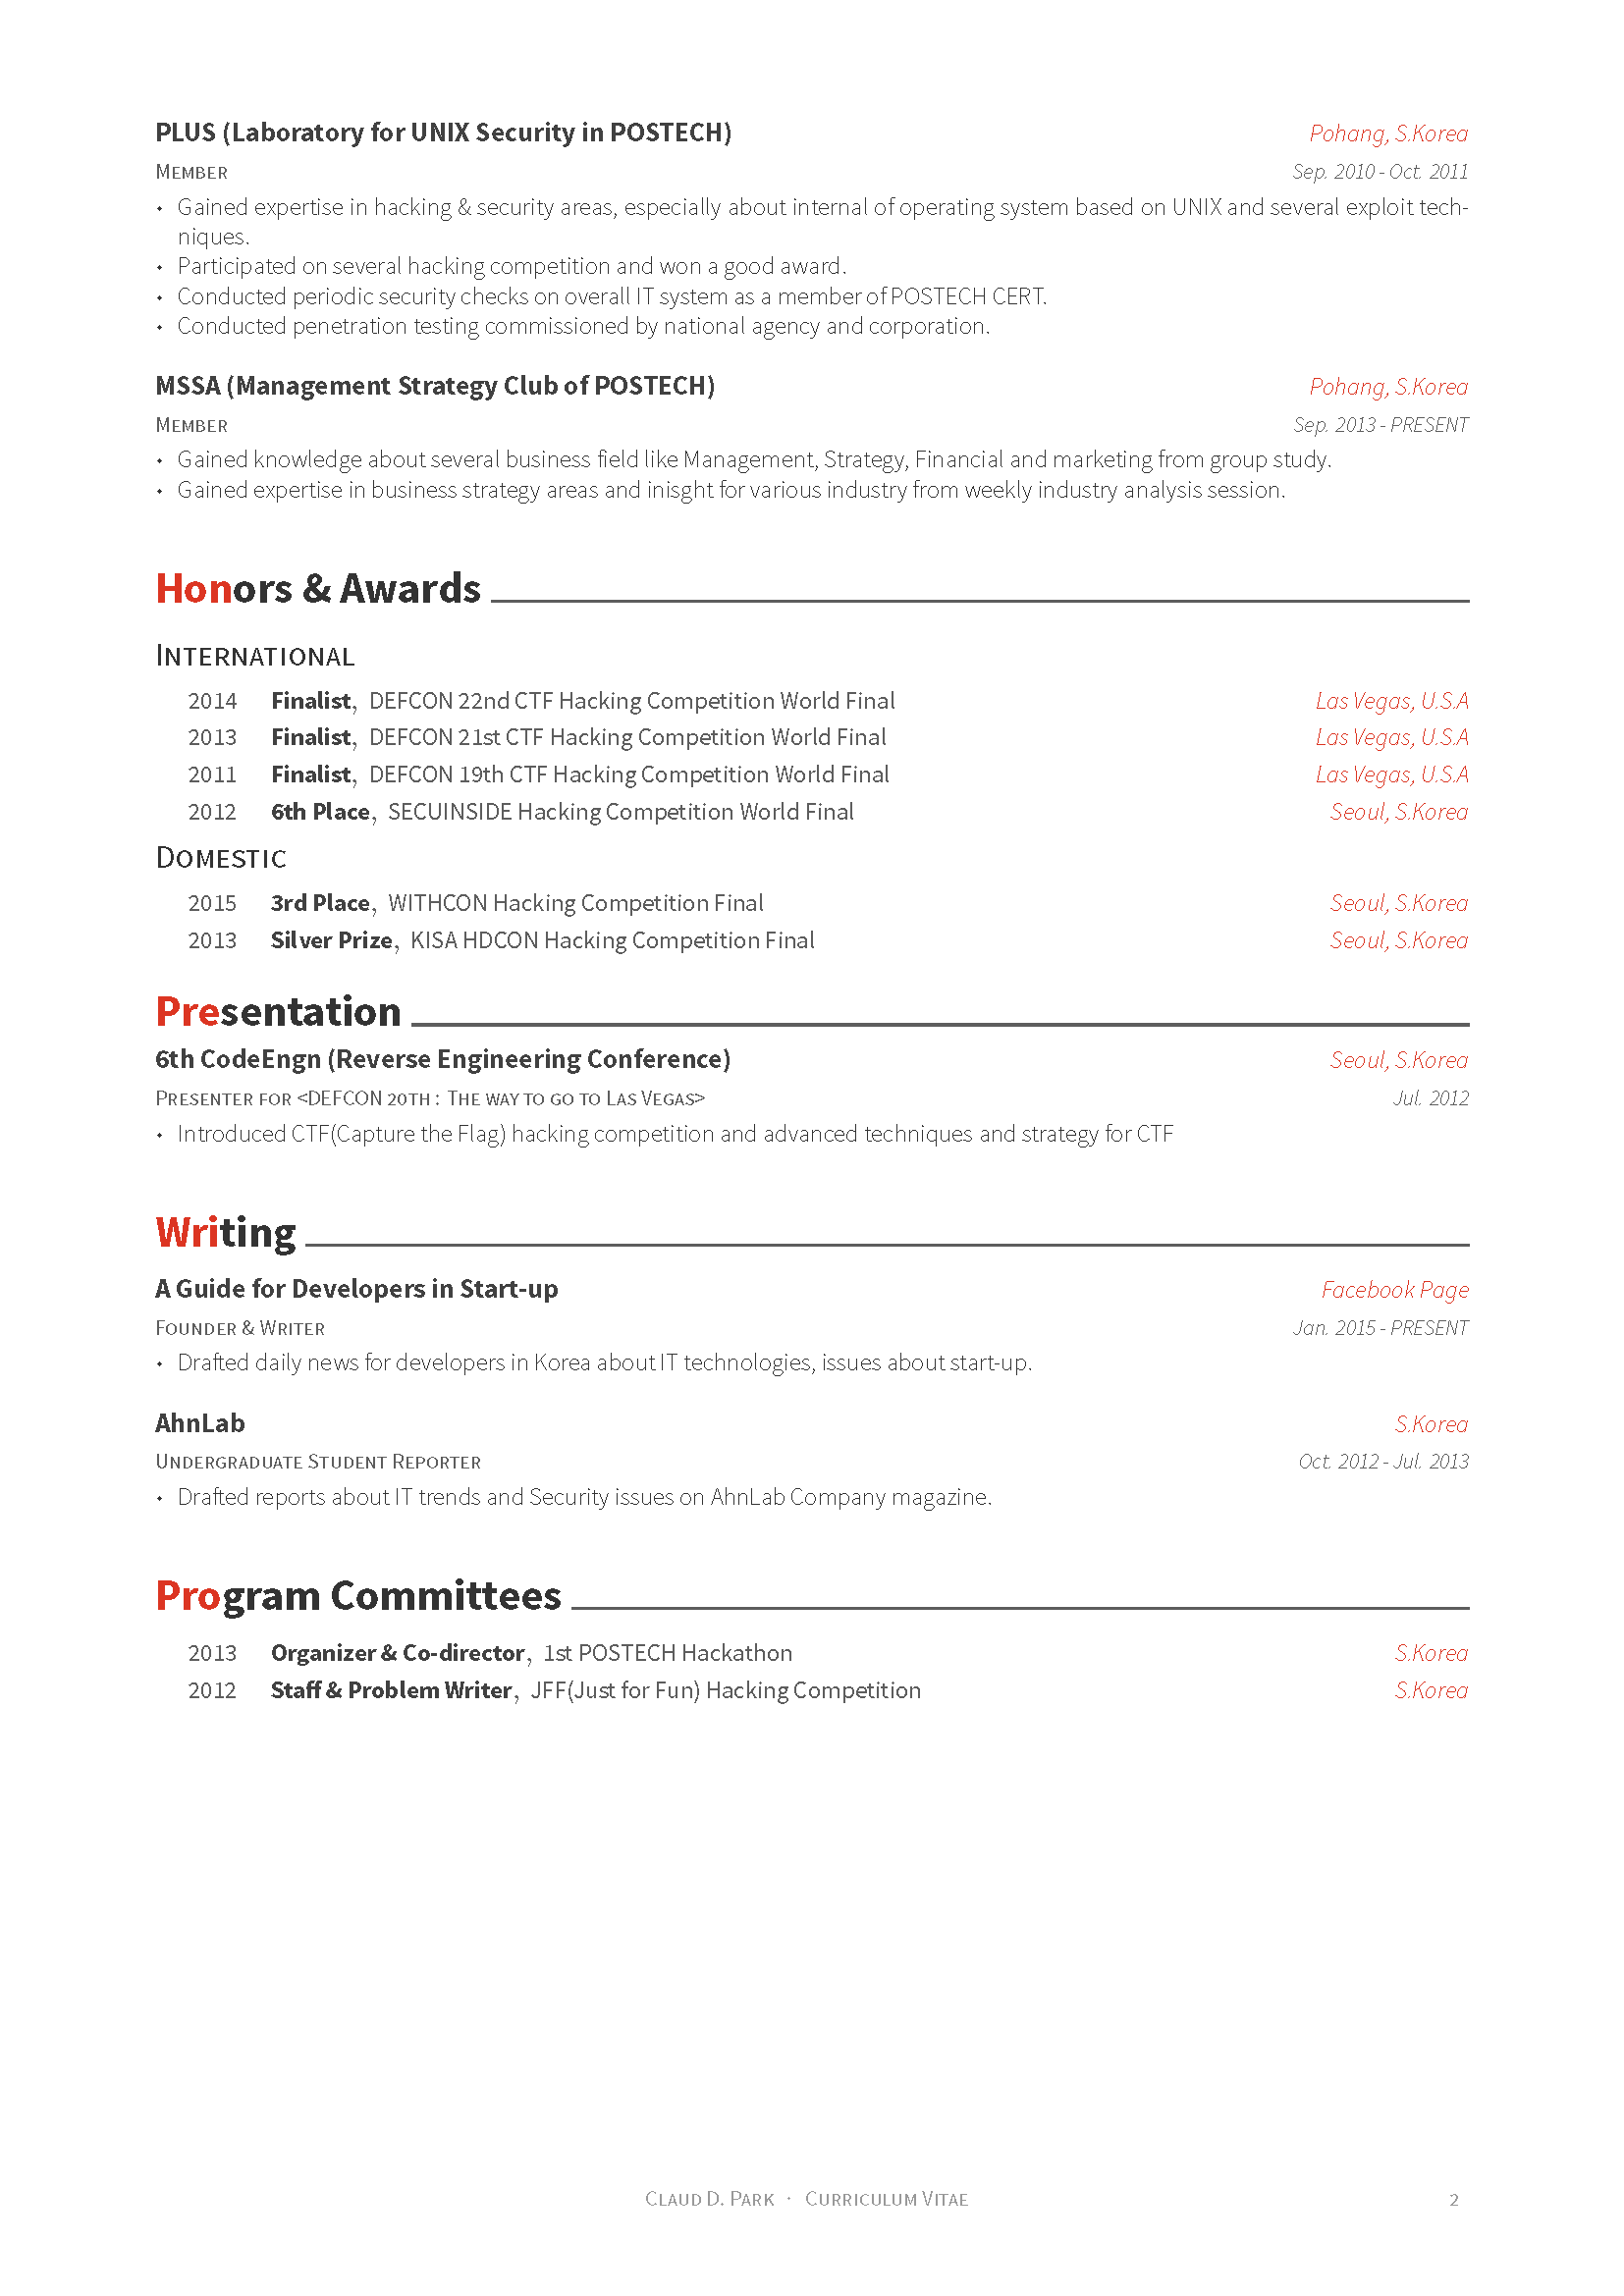 PLUS (Laboratory for UNIX Security in POSTECH) Pohang, S.Korea
Member Sep. 2010 - Oct. 2011
• Gained expertise in hacking & security areas, especially about internal of operating system based on UNIX and several exploit tech-
niques.
• Participated on several hacking competition and won a good award.
• Conducted periodic security checks on overall IT system as a member of POSTECH CERT.
• Conducted penetration testing commissioned by national agency and corporation.
MSSA (Management Strategy Club of POSTECH) Pohang, S.Korea
Member Sep. 2013 - PRESENT
• Gained knowledge about several business field like Management, Strategy, Financial and marketing from group study.
• Gained expertise in business strategy areas and inisght for various industry from weekly industry analysis session.
Honors & Awards
International
2014 Finalist, DEFCON 22nd CTF Hacking Competition World Final Las Vegas, U.S.A
2013 Finalist, DEFCON 21st CTF Hacking Competition World Final Las Vegas, U.S.A
2011 Finalist, DEFCON 19th CTF Hacking Competition World Final Las Vegas, U.S.A
2012 6th Place, SECUINSIDE Hacking Competition World Final Seoul, S.Korea
Domestic
2015 3rd Place, WITHCON Hacking Competition Final Seoul, S.Korea
2013 Silver Prize, KISA HDCON Hacking Competition Final Seoul, S.Korea
Presentation
6th CodeEngn (Reverse Engineering Conference) Seoul, S.Korea
Presenter for <DEFCON 20th : The way to go to Las Vegas> Jul. 2012
• Introduced CTF(Capture the Flag) hacking competition and advanced techniques and strategy for CTF
Writing
A Guide for Developers in Start-up Facebook Page
Founder & Writer Jan. 2015 - PRESENT
• Drafted daily news for developers in Korea about IT technologies, issues about start-up.
AhnLab S.Korea
Undergraduate Student Reporter Oct. 2012 - Jul. 2013
• Drafted reports about IT trends and Security issues on AhnLab Company magazine.
Program Committees
2013 Organizer & Co-director, 1st POSTECH Hackathon S.Korea
2012 Staff & Problem Writer, JFF(Just for Fun) Hacking Competition S.Korea
Claud D. Park · Curriculum Vitae 2